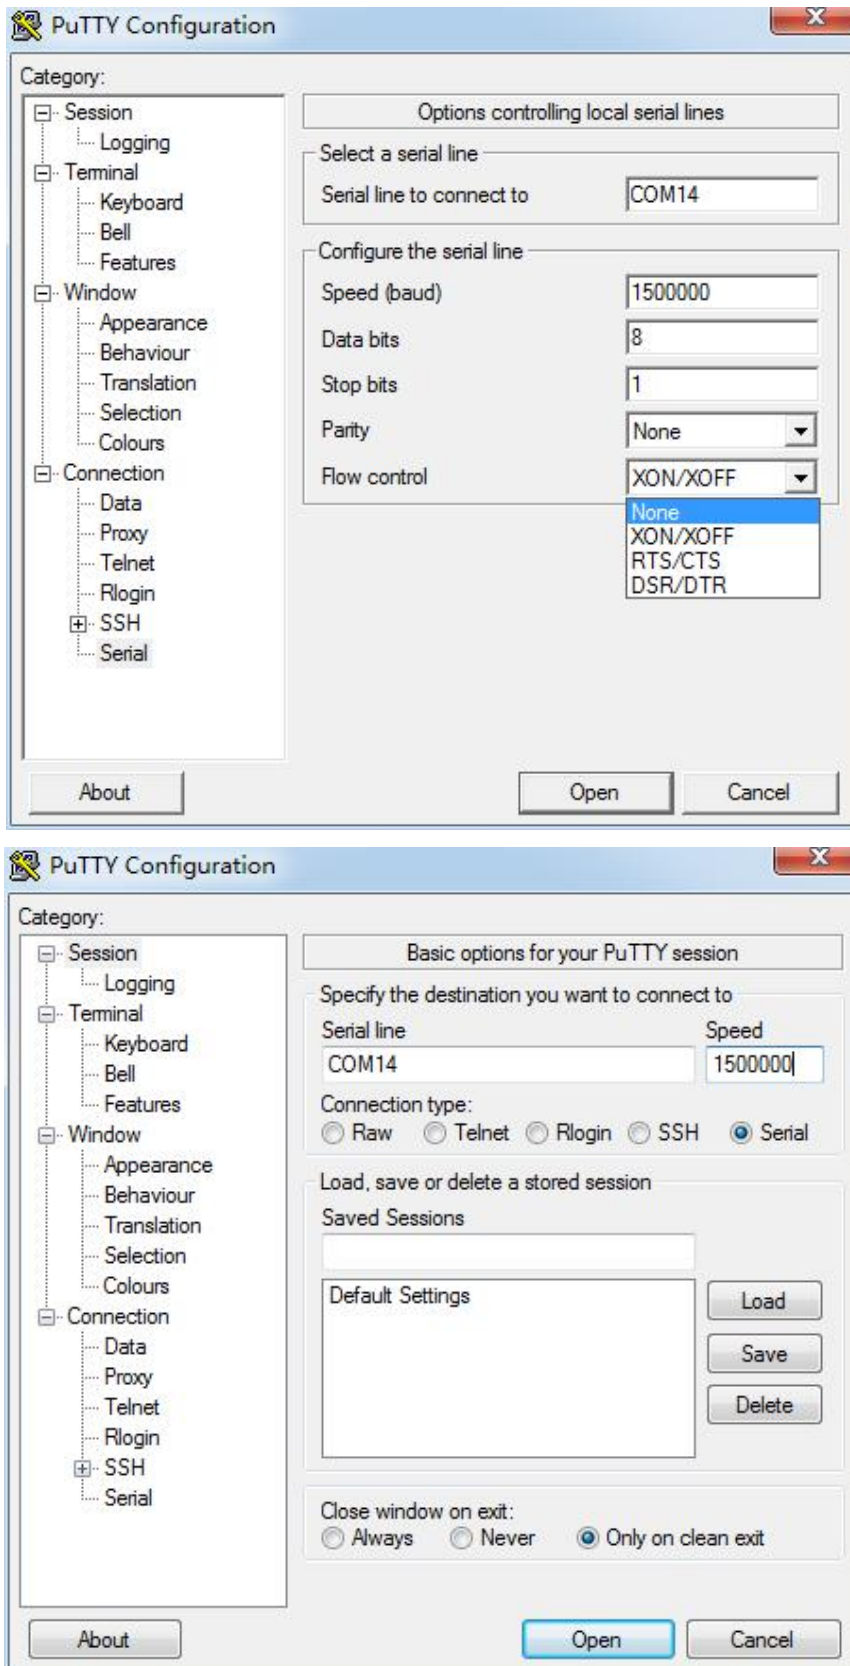 PuTTY Configuration
Category:
Session
Logging
Terminal
Keyboard
Bell
Features
Window
Appearance
Behaviour
Translation
Selection
Colours
Connection
Data
Proxy
Telnet
Rlogin
SSH
Serial
Options controlling local serial lines
Select a serial line
Serial line to connect to COM14
Configure the serial line
Speed (baud) 1500000
Data bits 8
Stop bits 1
Parity None
Flow control XON/XOFF
None
XON/XOFF
RTS/CTS
DSR/DTR
About Open Cancel
PuTTY Configuration
Category:
Session
Logging
Terminal
Keyboard
Bell
Features
Window
Appearance
Behaviour
Translation
Selection
Colours
Connection
Data
Proxy
Telnet
Rlogin
SSH
Serial
Basic options for your PuTTY session
Specify the destination you want to connect to
Serial line Speed
COM14 1500000
Connection type:
Raw Telnet Rlogin SSH Serial
Load, save or delete a stored session
Saved Sessions
Default Settings
Load
Save
Delete
Close window on exit:
Always Never Only on clean exit
About Open Cancel